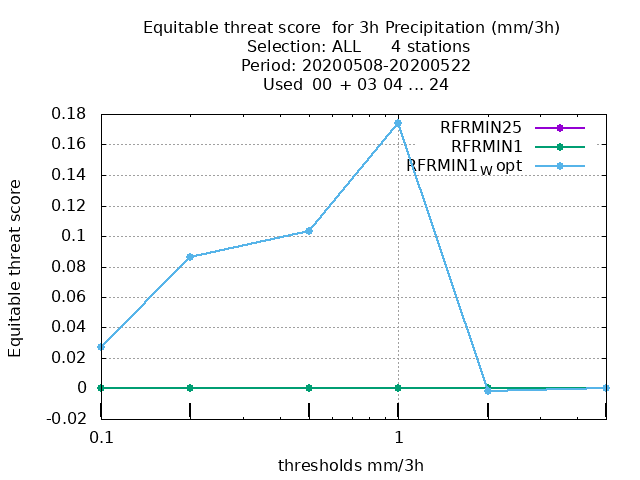 Equitable threat score  for 3h Precipitation (mm/3h)
Selection: ALL      4 stations
Period: 20200508-20200522
Used  00 + 03 04 ... 24
RFRMIN25
RFRMIN1
RFRMIN1W opt
0.18
0.16
0.14
0.12
0.1
0.08
0.06
0.04
0.02
0
-0.02
Equitable threat score
0.1
1
thresholds mm/3h